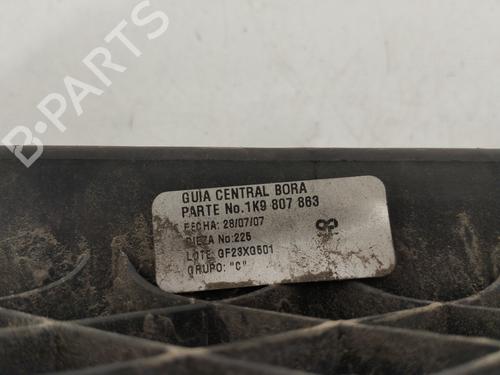 B-PARTS
GUIA CENTRAL BORA
PARTE No.1K9 807 863
FECHA: 28/07/07
PIEZA No:225
LOTE: GF23XG501
GRUPO: "C"
8